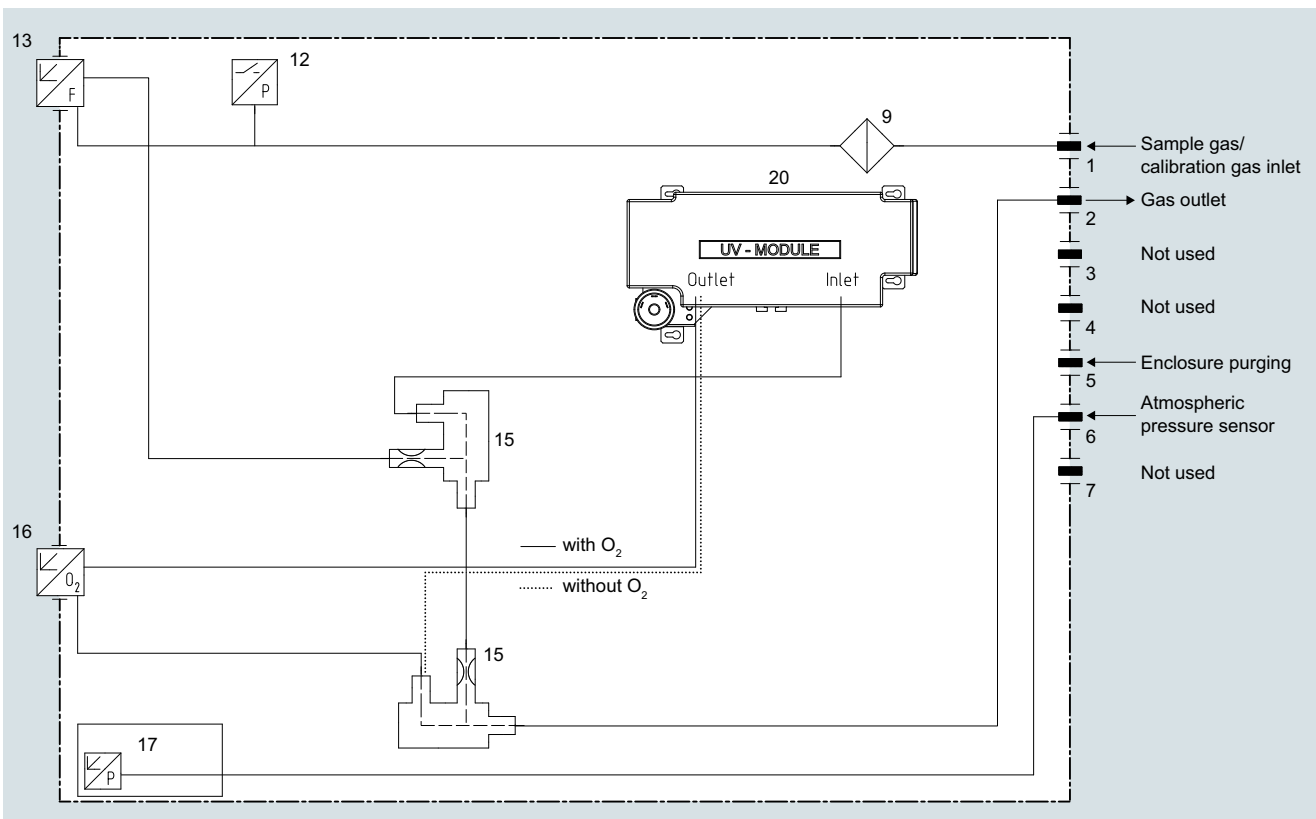 13
12
F
P
9
Sample gas/
calibration gas inlet
1
20
Gas outlet
2
UV - MODULE
Not used
3
Outlet
Inlet
Not used
4
Enclosure purging
5
Atmospheric
pressure sensor
6
15
Not used
7
16
with O₂
O₂
without O₂
15
17
P